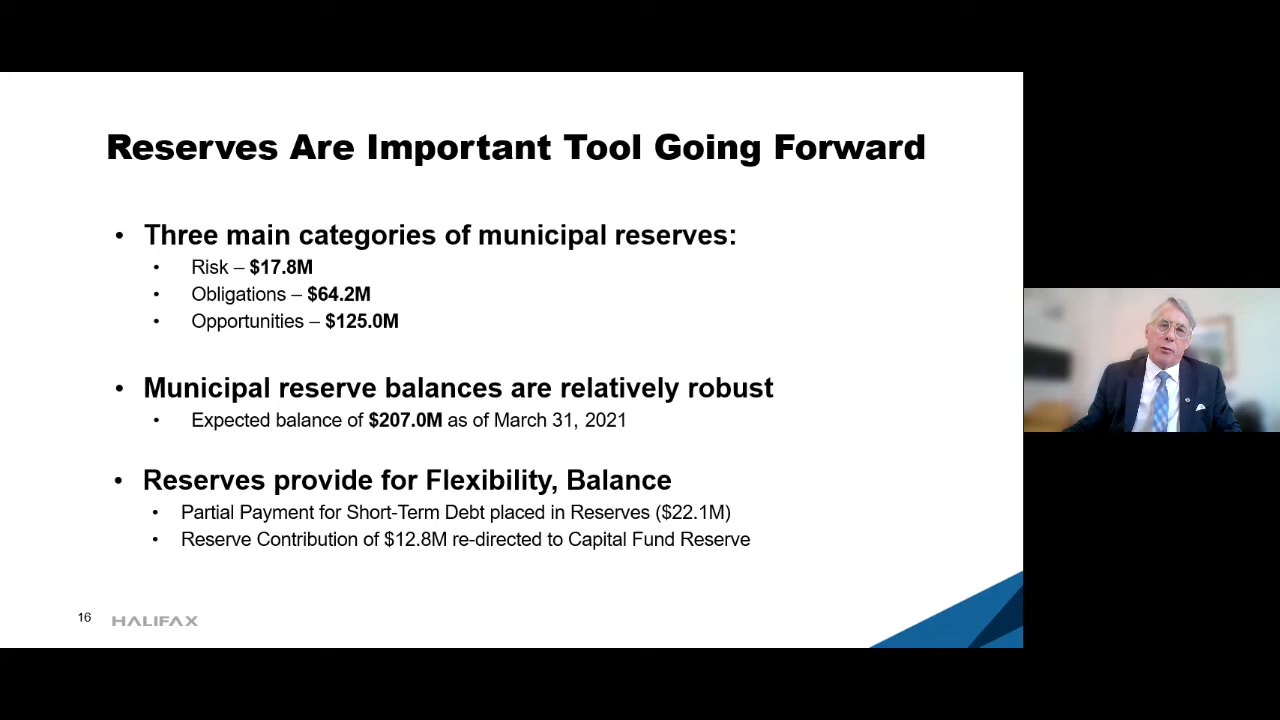 Reserves Are Important Tool Going Forward
• Three main categories of municipal reserves:
• Risk – $17.8M
• Obligations – $64.2M
• Opportunities – $125.0M
• Municipal reserve balances are relatively robust
• Expected balance of $207.0M as of March 31, 2021
• Reserves provide for Flexibility, Balance
• Partial Payment for Short-Term Debt placed in Reserves ($22.1M)
• Reserve Contribution of $12.8M re-directed to Capital Fund Reserve
16 HALIFAX